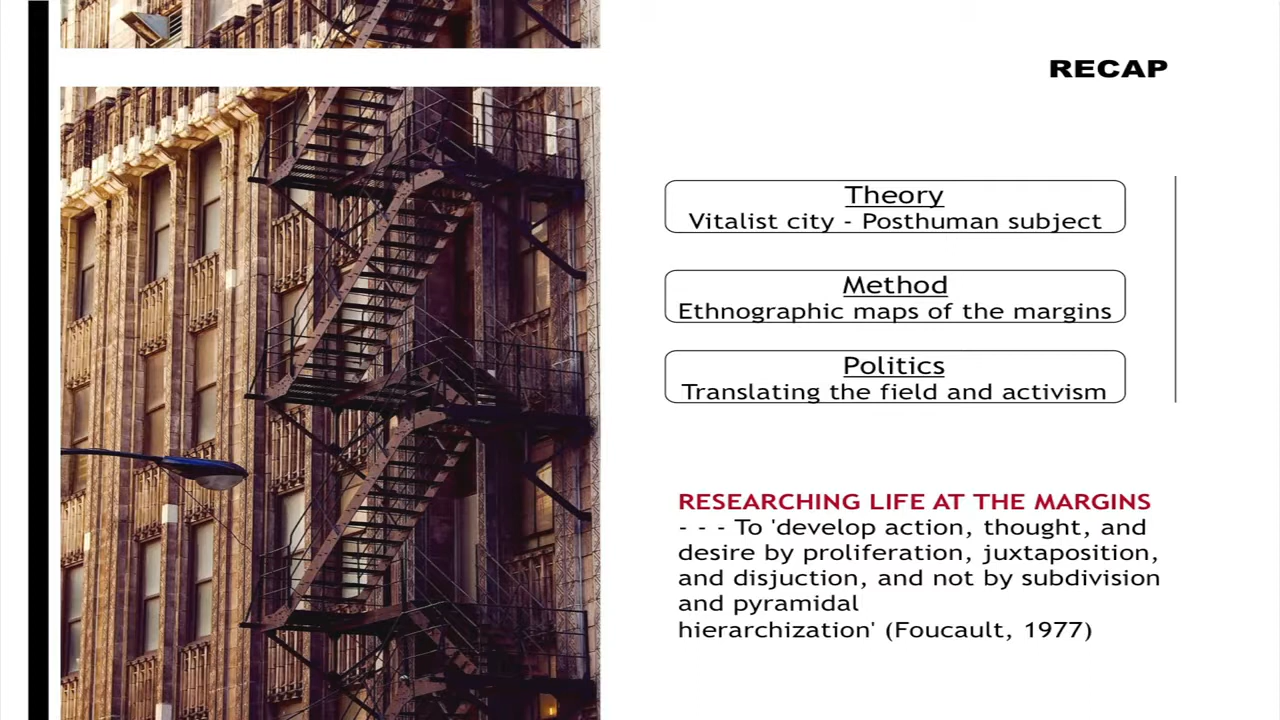 RECAP
Theory
Vitalist city - Posthuman subject
Method
Ethnographic maps of the margins
Politics
Translating the field and activism
RESEARCHING LIFE AT THE MARGINS
- - - To 'develop action, thought, and
desire by proliferation, juxtaposition,
and disjuction, and not by subdivision
and pyramidal
hierarchization' (Foucault, 1977)